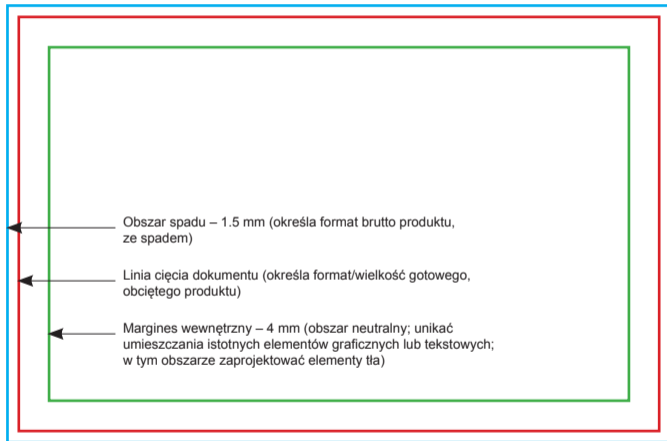 Obszar spadu – 1.5 mm (określa format brutto produktu,
ze spadem)
Linia cięcia dokumentu (określa format/wielkość gotowego,
obciętego produktu)
Margines wewnętrzny – 4 mm (obszar neutralny; unikać
umieszczania istotnych elementów graficznych lub tekstowych;
w tym obszarze zaprojektować elementy tła)